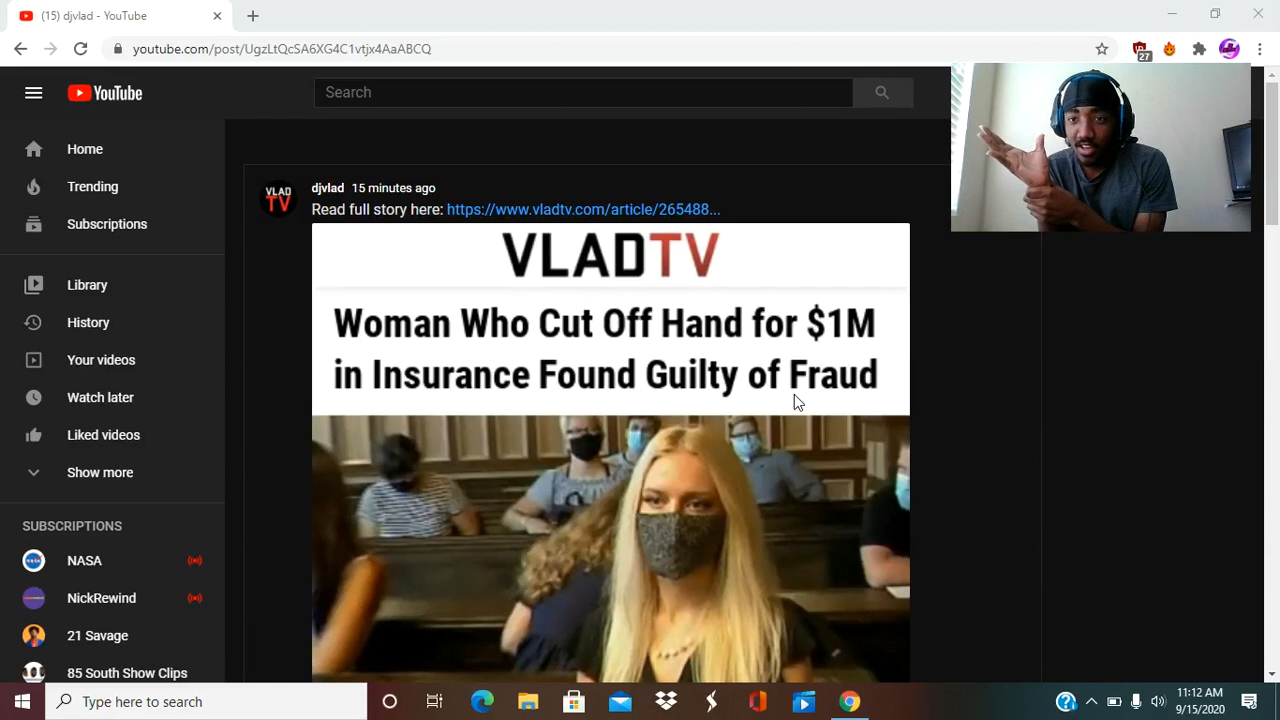 (15) djvlad - YouTube
youtube.com/post/UgzLtQcSA6XG4C1vtjx4AaABCQ
27
YouTube
Search
Home
Trending
Subscriptions
Library
History
Your videos
Watch later
Liked videos
Show more
SUBSCRIPTIONS
NASA
NickRewind
21 Savage
85 South Show Clips
VLAD TV
djvlad 15 minutes ago
Read full story here: https://www.vladtv.com/article/265488...
VLADTV
Woman Who Cut Off Hand for $1M
in Insurance Found Guilty of Fraud
Type here to search
11:12 AM
9/15/2020